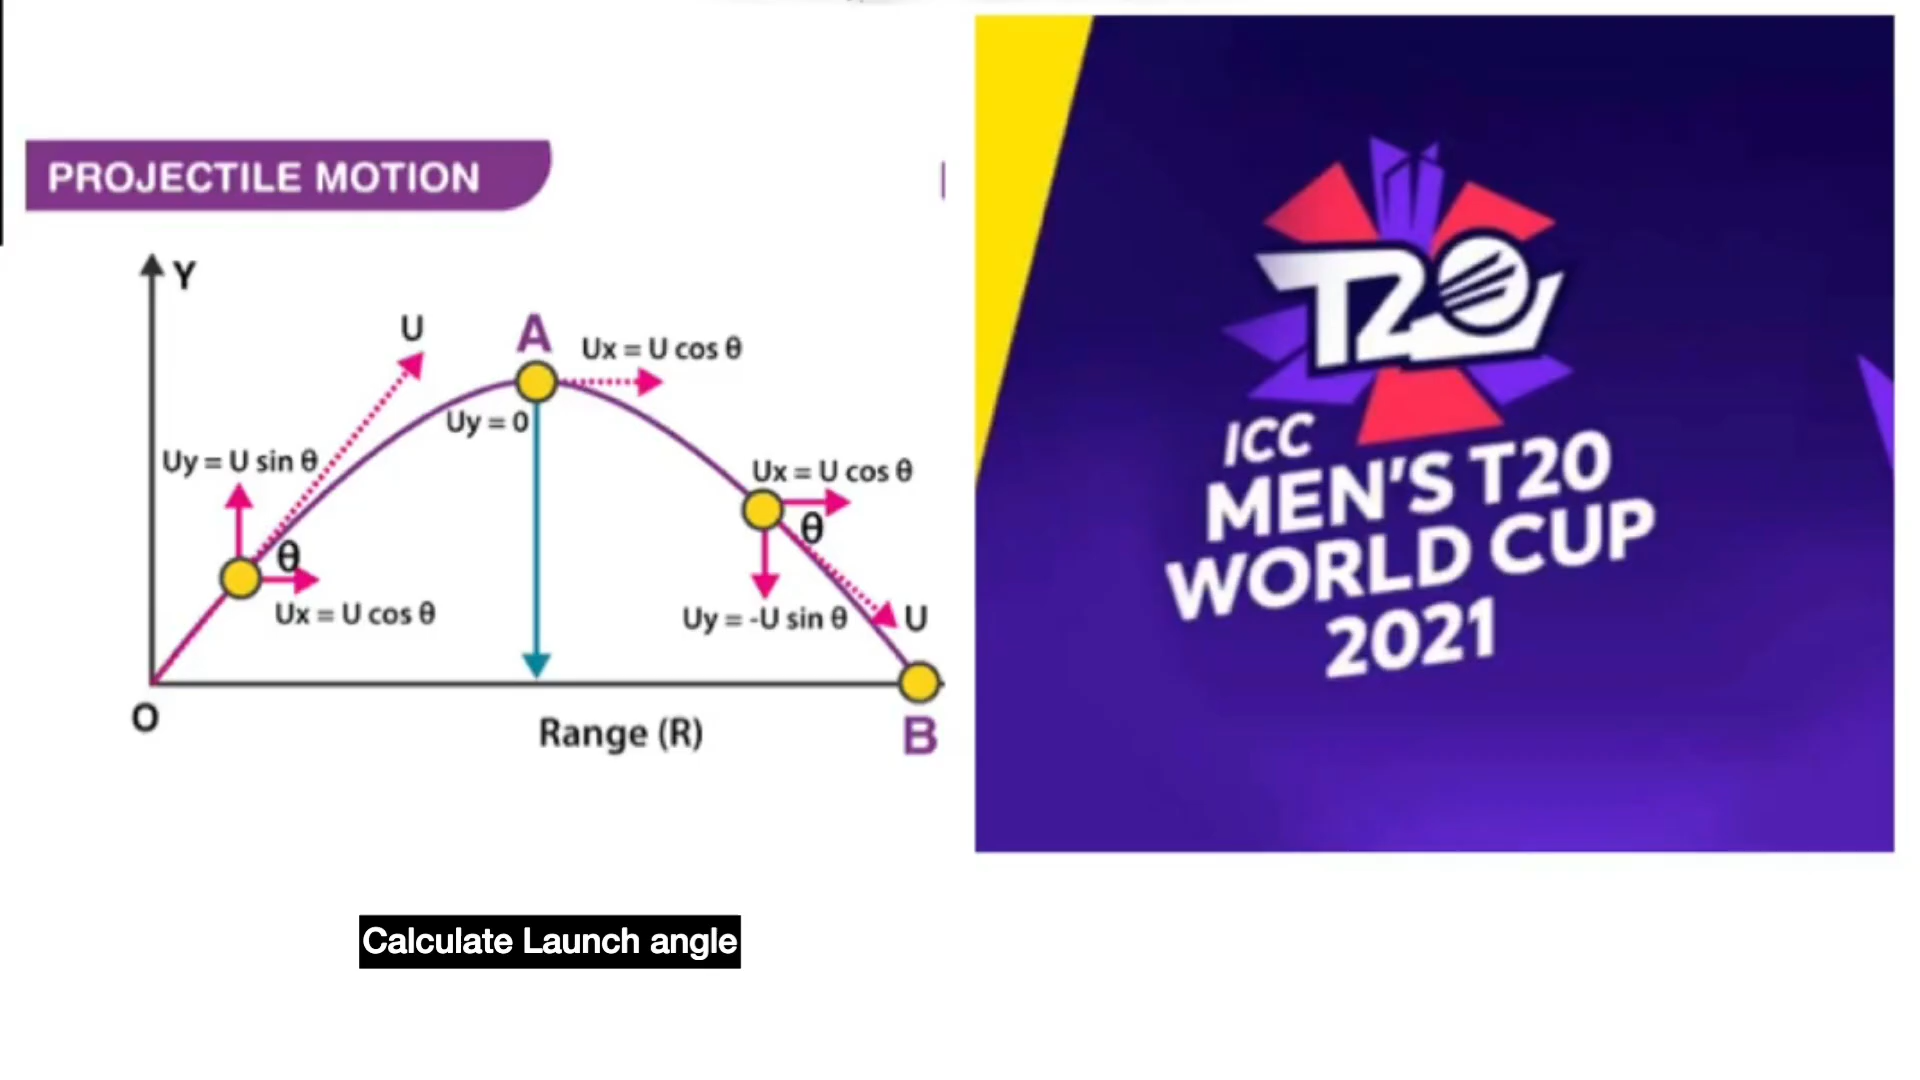 PROJECTILE MOTION
Y
U
A
Ux = U cos θ
Uy = 0
Uy = U sin θ
θ
Ux = U cos θ
Ux = U cos θ
θ
Uy = -U sin θ
U
O
Range (R)
B
T20
ICC
MEN'S T20
WORLD CUP
2021
Calculate Launch angle